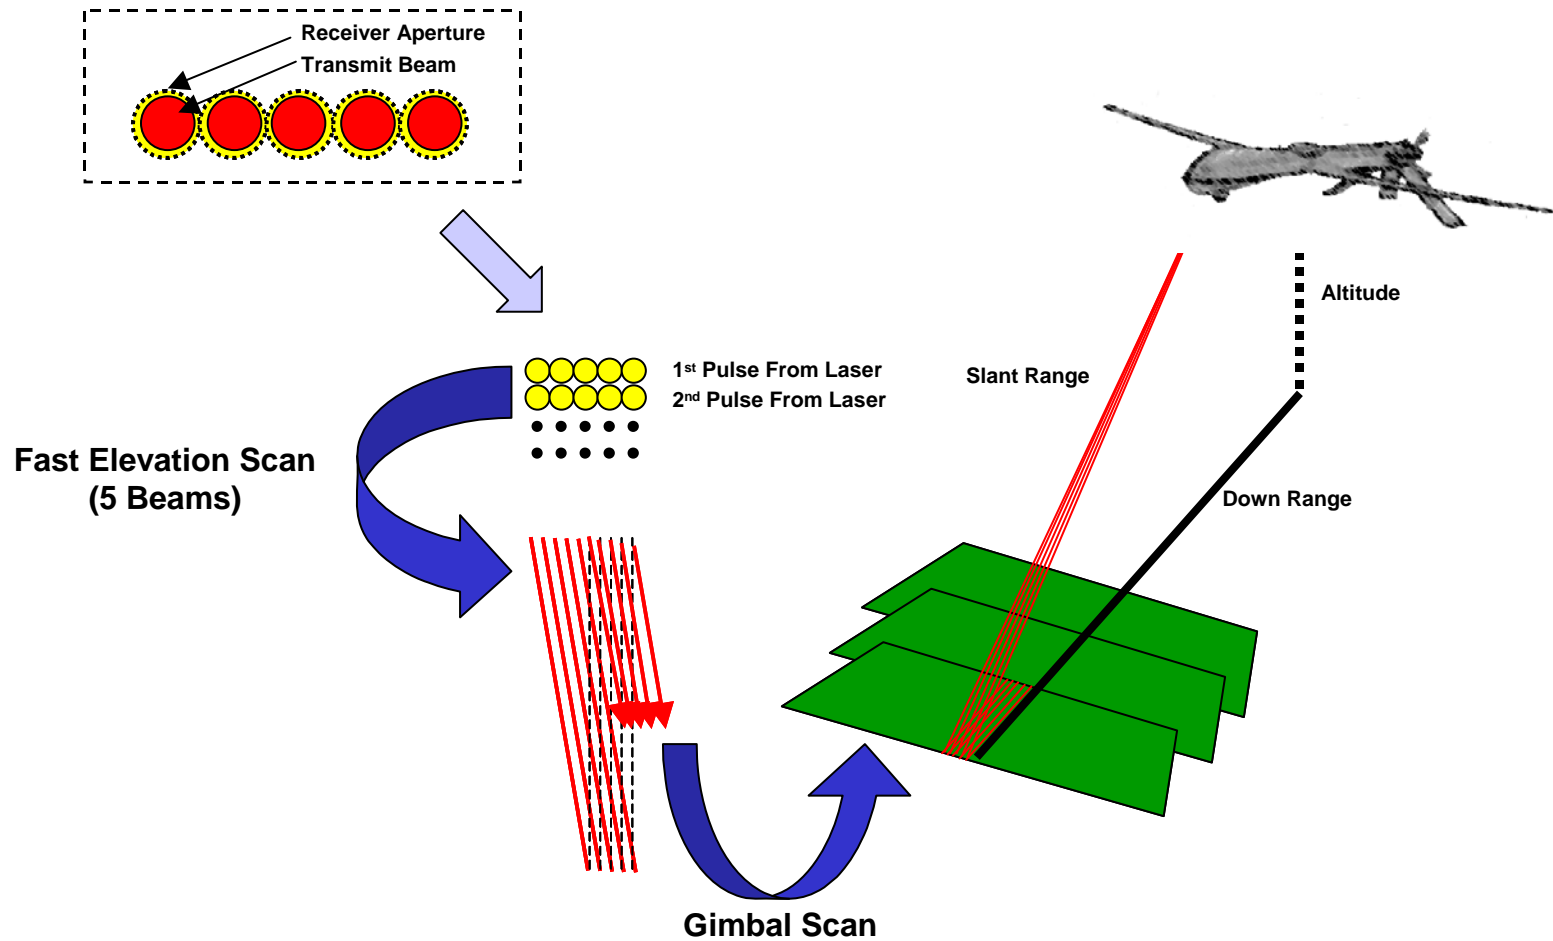 Receiver Aperture
Transmit Beam
Altitude
1st Pulse From Laser
2nd Pulse From Laser
Slant Range
Fast Elevation Scan
(5 Beams)
Down Range
Gimbal Scan